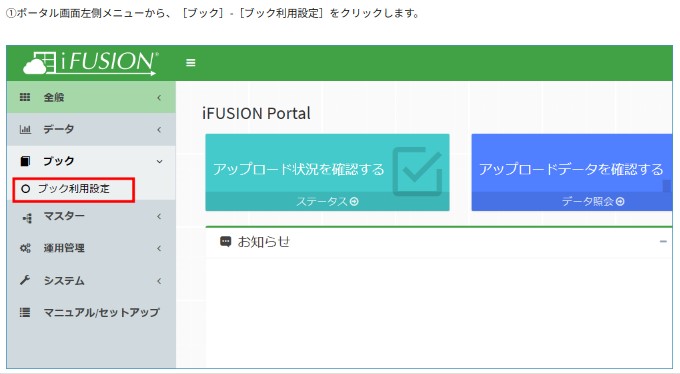 ①ポータル画面左側メニューから、［ブック］-［ブック利用設定］をクリックします。
iFUSION®
全般
iFUSION Portal
データ
アップロード状況を確認する
アップロードデータを確認する
ブック
ブック利用設定
ステータス
データ照会
マスター
お知らせ
運用管理
システム
マニュアル/セットアップ